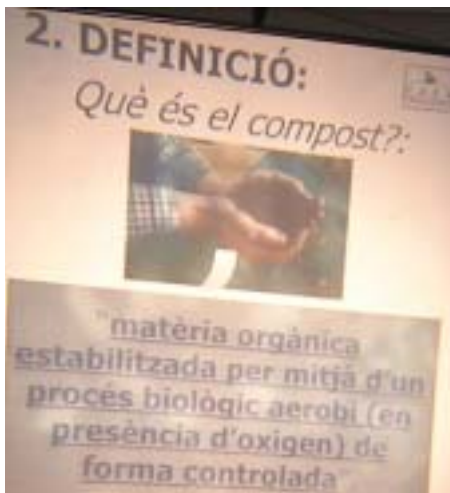 2. DEFINICIÓ:
Què és el compost?:
"matèria orgànica
estabilitzada per mitjà d'un
procés biològic aerobi (en
presència d'oxigen) de
forma controlada"